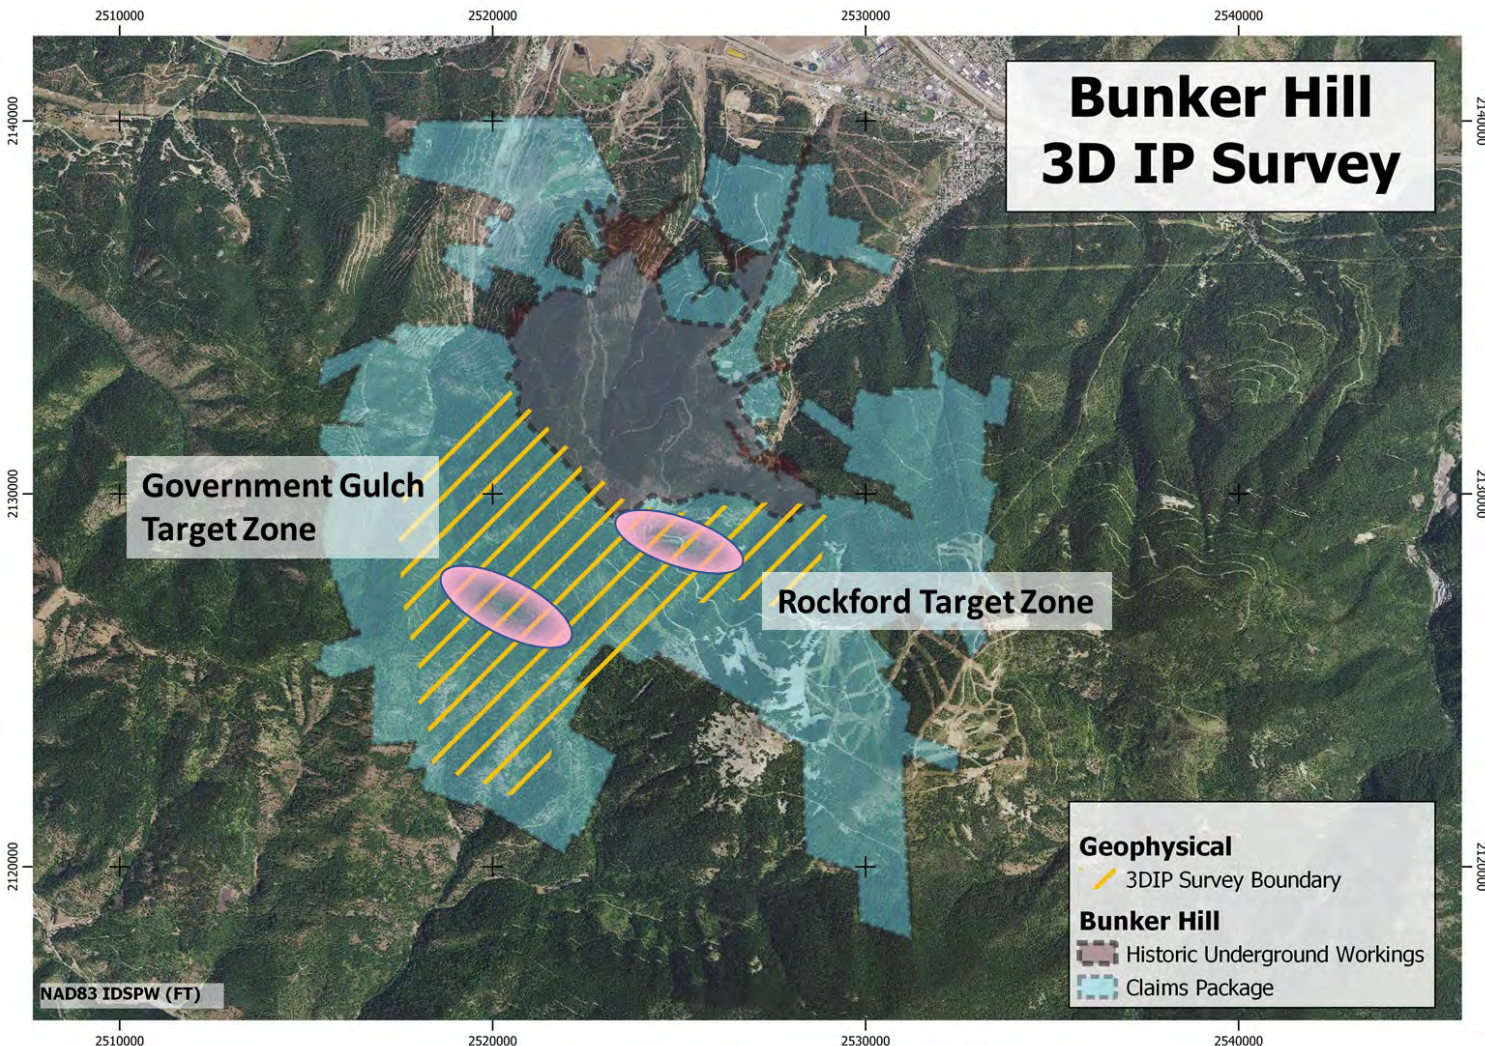 2510000 2520000 2530000 2540000
Bunker Hill
3D IP Survey
2140000 2140000
Government Gulch
Target Zone
2130000 2130000
Rockford Target Zone
Geophysical
3DIP Survey Boundary
Bunker Hill
Historic Underground Workings
Claims Package
2120000 2120000
NAD83 IDSPW (FT)
2510000 2520000 2530000 2540000